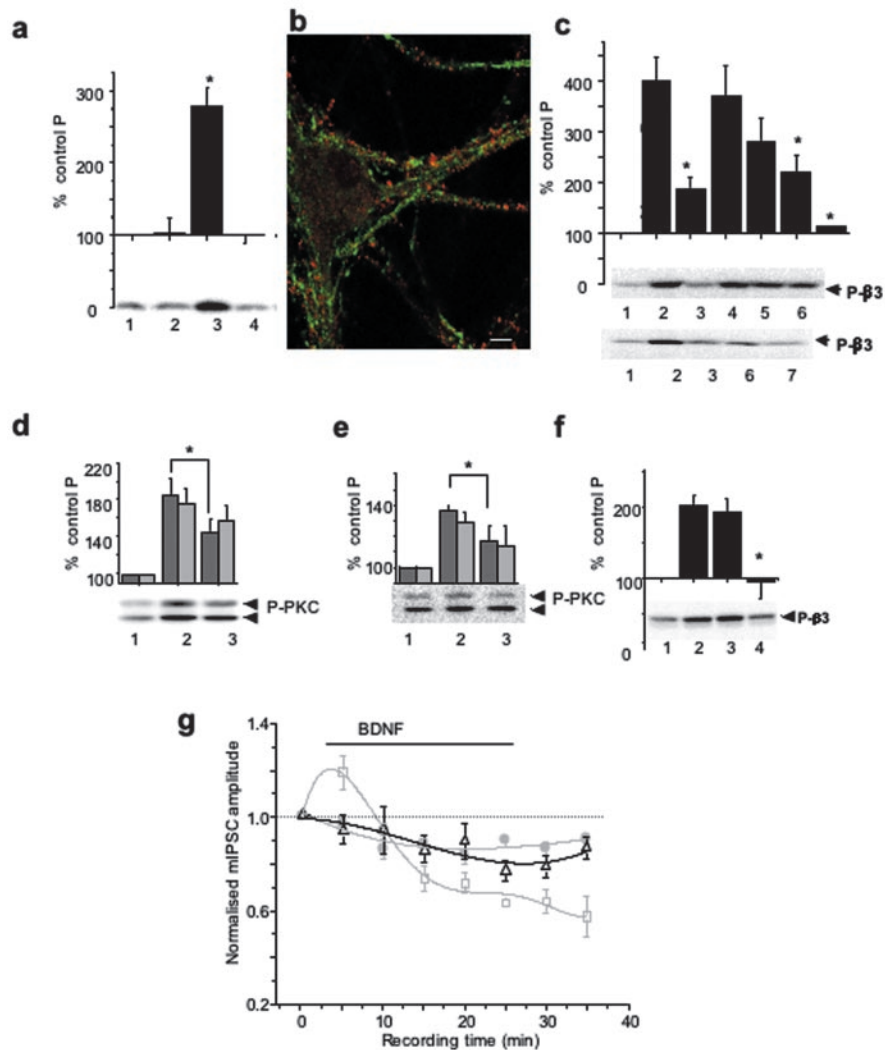 a
% control P
300
200
100
0
1 2 3 4
*
b
c
% control P
400
300
200
100
0
* * *
P-β3
1 2 3 4 5 6
P-β3
1 2 3 6 7
d
% control P
220
180
140
100
*
P-PKC
1 2 3
e
% control P
140
100
*
P-PKC
1 2 3
f
% control P
200
100
0
*
P-β3
1 2 3 4
g
BDNF
Normalised mIPSC amplitude
1.4
1.0
0.6
0.2
0 10 20 30 40
Recording time (min)